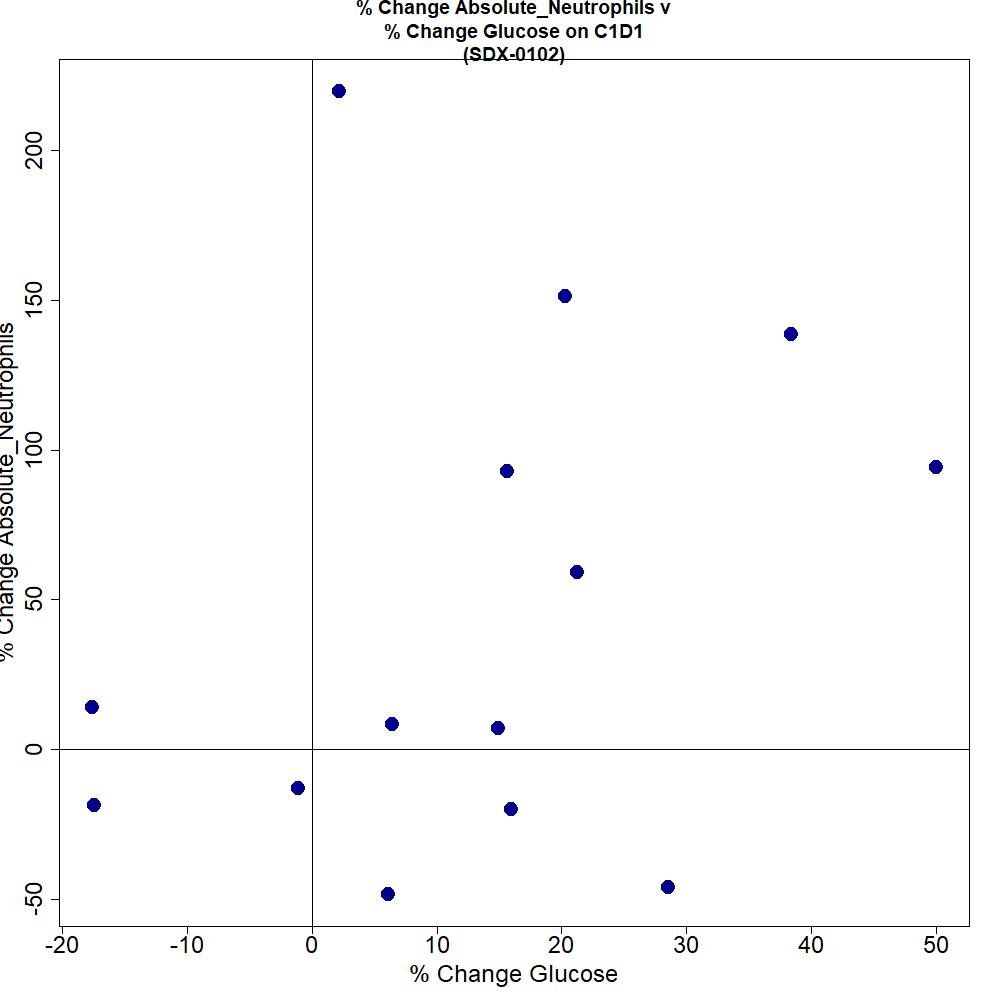 % Change Absolute_Neutrophils v
% Change Glucose on C1D1
(SDX-0102)
200
150
100
50
0
-50
% Change Absolute_Neutrophils
-20 -10 0 10 20 30 40 50
% Change Glucose